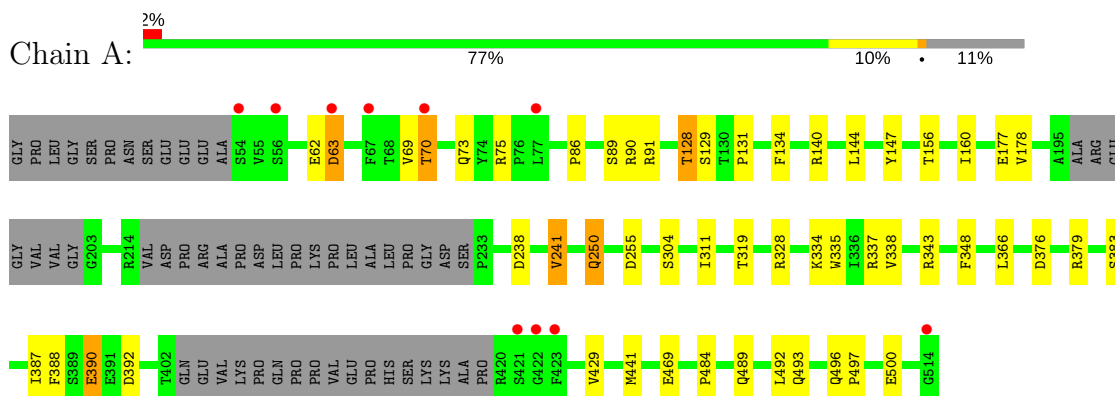 2%
Chain A:
77% 10% • 11%
GLY PRO LEU GLY SER PRO ASN SER GLU GLU GLU ALA S54 V55 S56 E62 D63 F67 T68 V69 T70 Q73 Y74 R75 P76 L77 P86 S89 R90 R91 T128 S129 T130 P131 F134 R140 L144 Y147 T156 I160 E177 V178 A195 ALA ARG GLU
GLY VAL VAL GLY G203 R214 VAL ASP PRO ARG ALA PRO ASP LEU PRO LYS PRO LEU ALA LEU PRO GLY ASP SER P233 D238 V241 Q250 D255 S304 I311 T319 R328 K334 W335 I336 R337 V338 R343 F348 L366 D376 R379 S383
I387 F388 S389 E390 E391 D392 T402 GLN GLU VAL LYS PRO GLN PRO PRO VAL GLU PRO HIS SER LYS LYS ALA PRO R420 S421 G422 F423 V429 M441 E469 P484 Q489 L492 Q493 Q496 P497 E500 G514